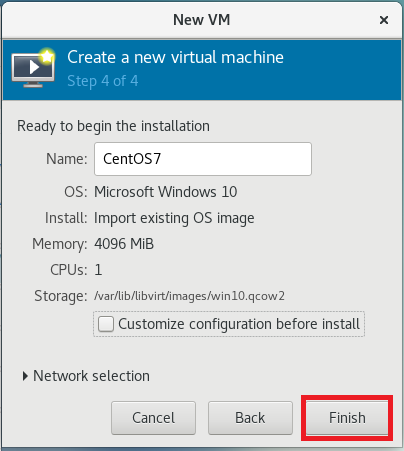 New VM
Create a new virtual machine
Step 4 of 4
Ready to begin the installation
Name: CentOS7
OS: Microsoft Windows 10
Install: Import existing OS image
Memory: 4096 MiB
CPUs: 1
Storage: /var/lib/libvirt/images/win10.qcow2
Customize configuration before install
Network selection
Cancel Back Finish